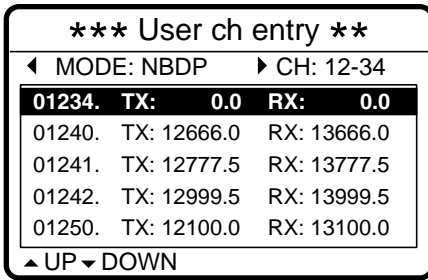 *** User ch entry **
◀ MODE: NBDP ▶ CH: 12-34
01234. TX: 0.0 RX: 0.0
01240. TX: 12666.0 RX: 13666.0
01241. TX: 12777.5 RX: 13777.5
01242. TX: 12999.5 RX: 13999.5
01250. TX: 12100.0 RX: 13100.0
▲ UP ▼ DOWN